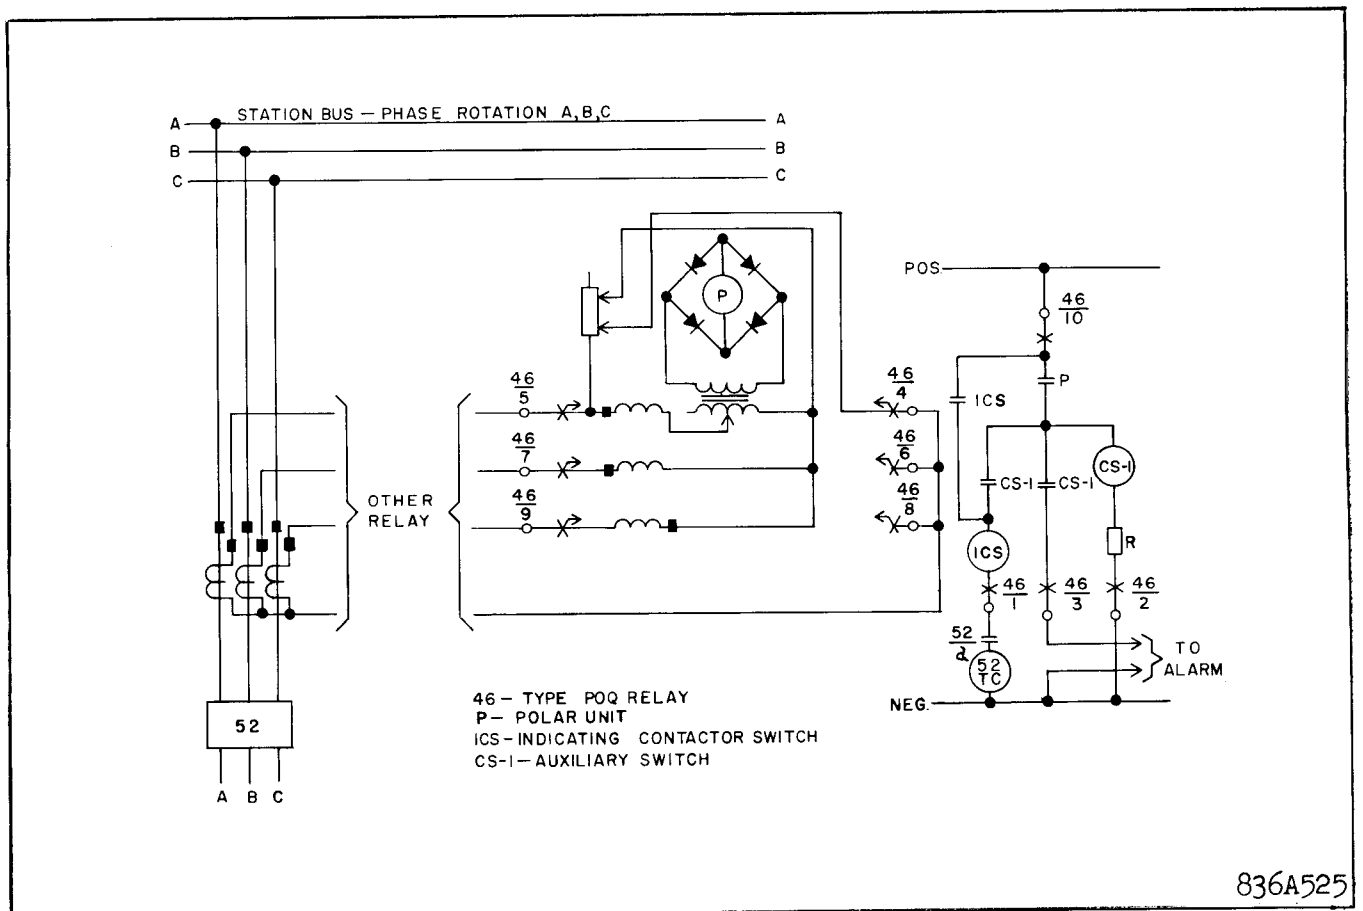 STATION BUS — PHASE ROTATION A,B,C
A
A
B
B
C
C
POS.
46
10
P
P
ICS
46
5
46
4
46
7
46
6
CS-1
CS-1
CS-1
46
9
46
8
OTHER
RELAY
R
ICS
46
1
46
3
46
2
52
a
52
TC
TO
ALARM
NEG.
46 — TYPE POQ RELAY
P — POLAR UNIT
ICS — INDICATING CONTACTOR SWITCH
CS-1 — AUXILIARY SWITCH
52
A B C
836A525